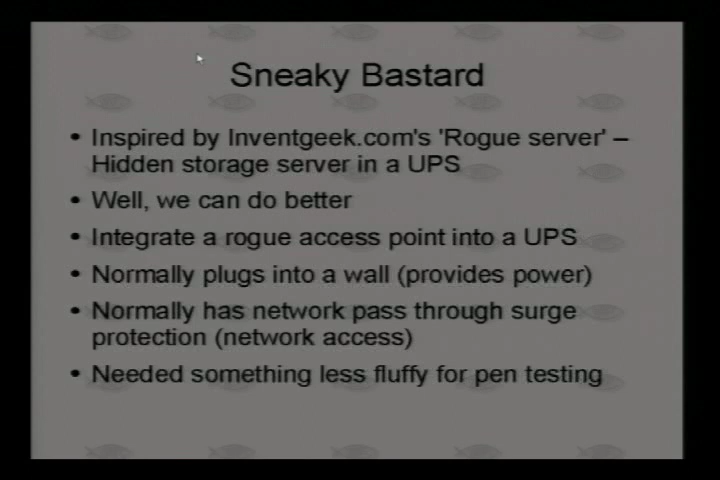 Sneaky Bastard
• Inspired by Inventgeek.com's 'Rogue server' –
Hidden storage server in a UPS
• Well, we can do better
• Integrate a rogue access point into a UPS
• Normally plugs into a wall (provides power)
• Normally has network pass through surge
protection (network access)
• Needed something less fluffy for pen testing